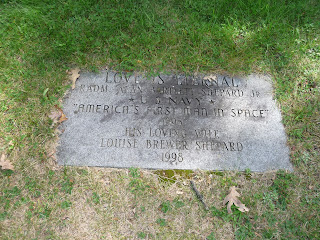 LOVE IS ETERNAL
RADM ALAN BARTLETT SHEPARD JR
★ U S NAVY ★
"AMERICA'S FIRST MAN IN SPACE"
HIS LOVING WIFE
LOUISE BREWER SHEPARD
1998